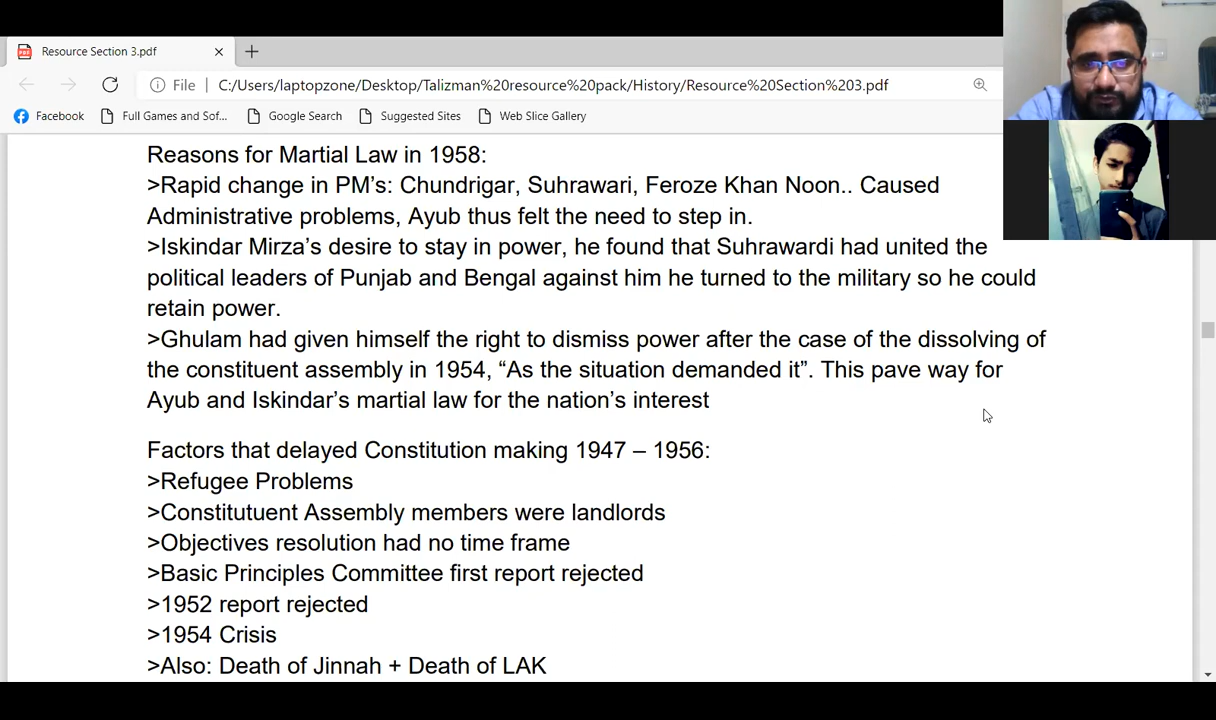 Resource Section 3.pdf
File | C:/Users/laptopzone/Desktop/Talizman%20resource%20pack/History/Resource%20Section%203.pdf
Facebook Full Games and Sof... Google Search Suggested Sites Web Slice Gallery
Reasons for Martial Law in 1958:
>Rapid change in PM's: Chundrigar, Suhrawari, Feroze Khan Noon.. Caused
Administrative problems, Ayub thus felt the need to step in.
>Iskindar Mirza's desire to stay in power, he found that Suhrawardi had united the
political leaders of Punjab and Bengal against him he turned to the military so he could
retain power.
>Ghulam had given himself the right to dismiss power after the case of the dissolving of
the constituent assembly in 1954, “As the situation demanded it”. This pave way for
Ayub and Iskindar's martial law for the nation's interest
Factors that delayed Constitution making 1947 – 1956:
>Refugee Problems
>Constitutuent Assembly members were landlords
>Objectives resolution had no time frame
>Basic Principles Committee first report rejected
>1952 report rejected
>1954 Crisis
>Also: Death of Jinnah + Death of LAK